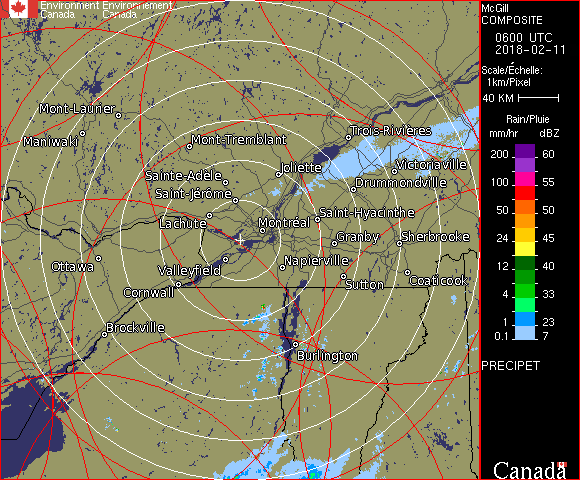 Environment Environnement
Canada Canada
McGill
COMPOSITE
0600 UTC
2018-02-11
Scale/Échelle:
1km/Pixel
40 KM
Rain/Pluie
mm/hr dBZ
200 60
100 55
50 50
24 45
12 40
4 33
1 23
0.1 7
PRECIPET
Canada
Mont-Laurier
Maniwaki
Mont-Tremblant
Trois-Rivières
Joliette
Victoriaville
Sainte-Adèle
Drummondville
Saint-Jérôme
Saint-Hyacinthe
Lachute
Montréal
Granby
Sherbrooke
Ottawa
Valleyfield
Napierville
Sutton
Coaticook
Cornwall
Brockville
Burlington